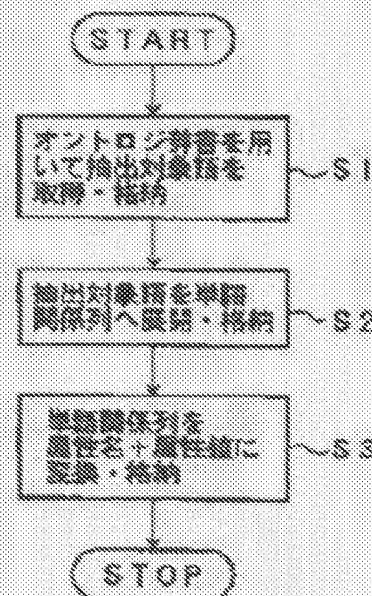 START
オントロジ辞書を用
いて抽出対象語を
取得・格納
S1
抽出対象語を単語
関係列へ展開・格納
S2
単語関係列を
属性名+属性値に
変換・格納
S3
STOP